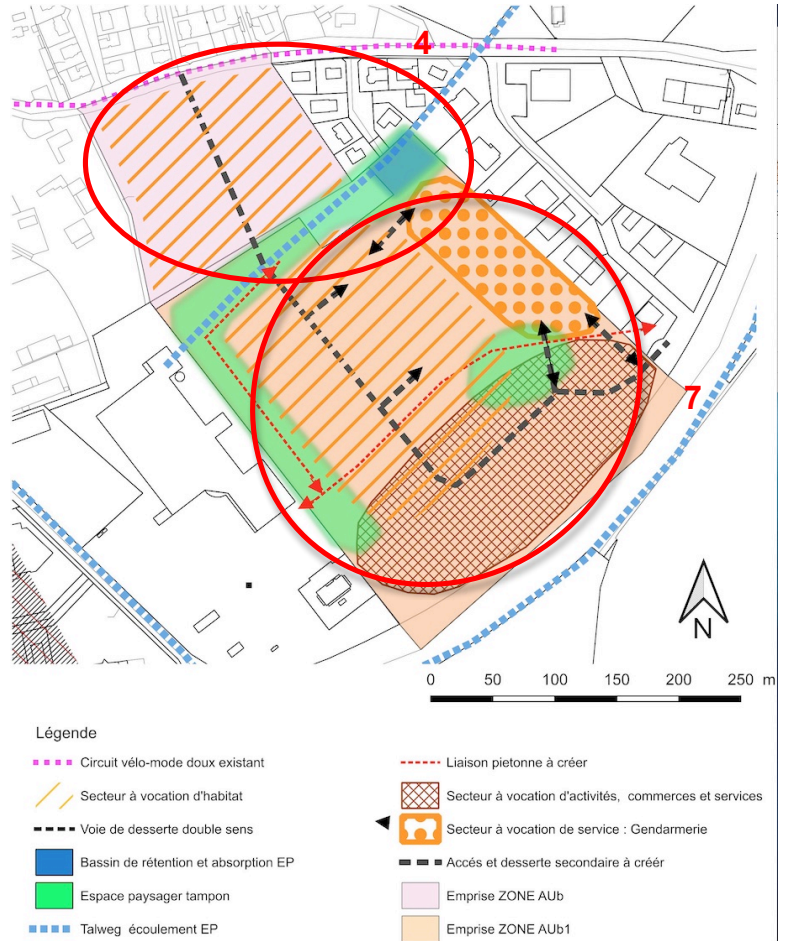 4
7
N
0 50 100 150 200 250 m
Légende
Circuit vélo-mode doux existant
Liaison pietonne à créer
Secteur à vocation d'habitat
Secteur à vocation d'activités, commerces et services
Voie de desserte double sens
Secteur à vocation de service : Gendarmerie
Bassin de rétention et absorption EP
Accés et desserte secondaire à créér
Espace paysager tampon
Emprise ZONE AUb
Talweg écoulement EP
Emprise ZONE AUb1